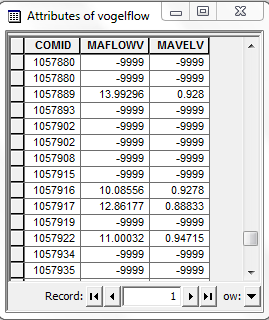 Attributes of vogelflow
COMID MAFLOWV MAVELV
1057880 -9999 -9999
1057880 -9999 -9999
1057889 13.99296 0.928
1057893 -9999 -9999
1057902 -9999 -9999
1057902 -9999 -9999
1057908 -9999 -9999
1057915 -9999 -9999
1057916 10.08556 0.9278
1057917 12.86177 0.88833
1057919 -9999 -9999
1057922 11.00032 0.94715
1057934 -9999 -9999
1057935 -9999 -9999
Record: 1 ow: